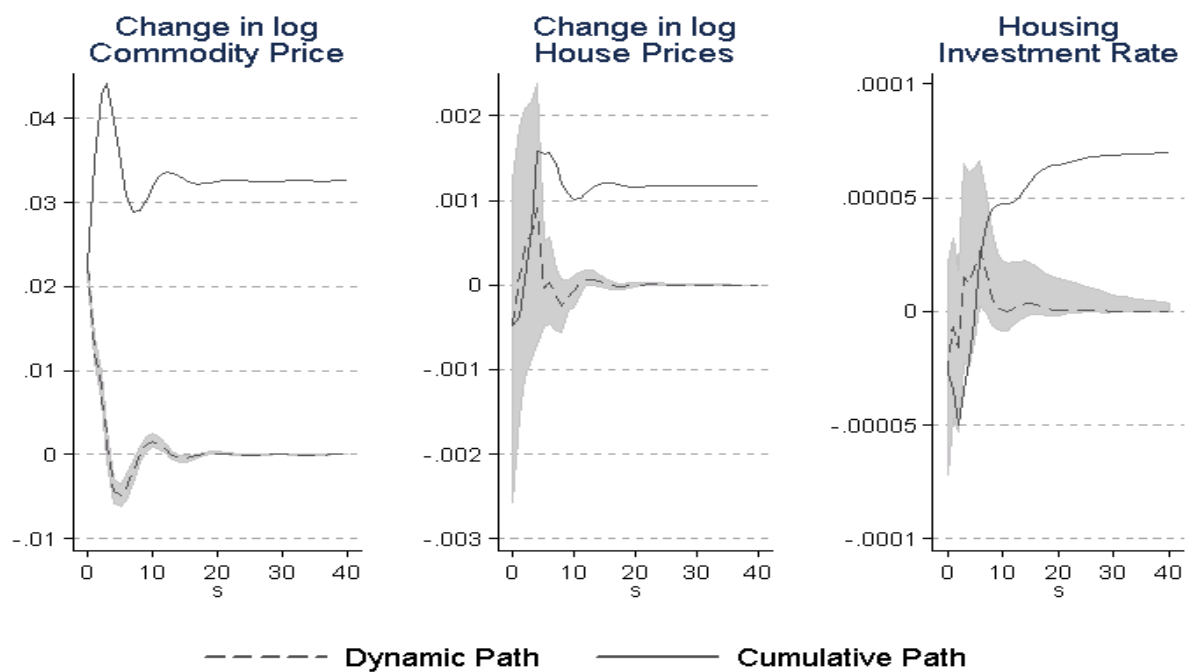 Change in log
Commodity Price
.04
.03
.02
.01
0
-.01
0 10 20 30 40
s
Change in log
House Prices
.002
.001
0
-.001
-.002
-.003
0 10 20 30 40
s
Housing
Investment Rate
.0001
.00005
0
-.00005
-.0001
0 10 20 30 40
s
Dynamic Path Cumulative Path